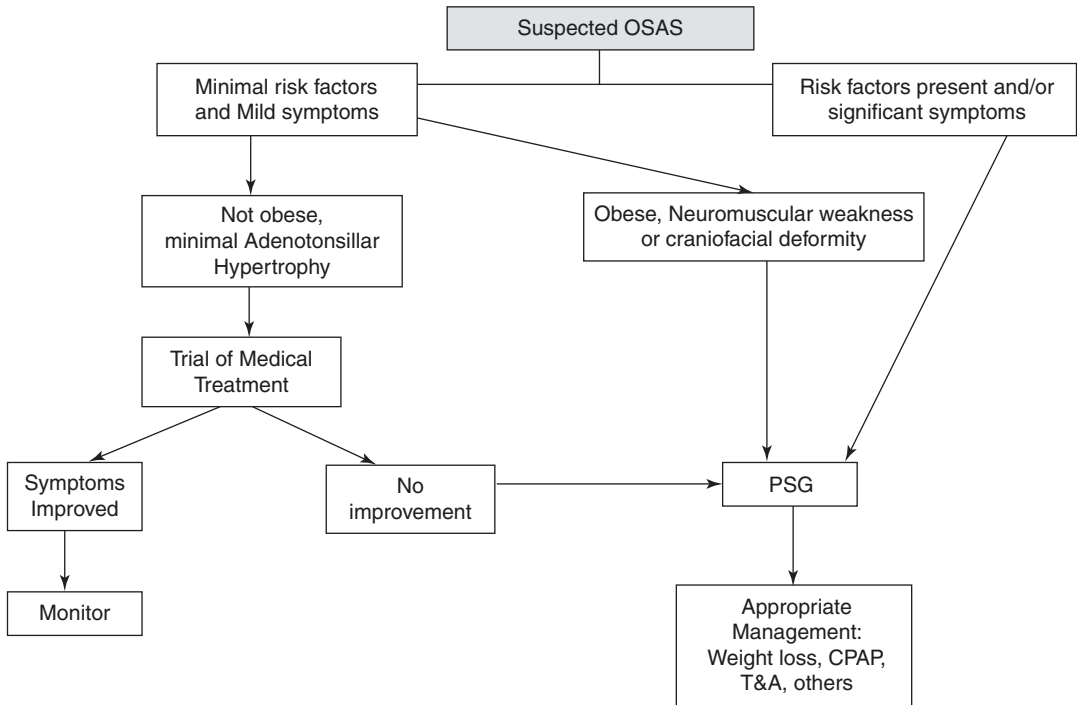 Suspected OSAS
Minimal risk factors
and Mild symptoms
Risk factors present and/or
significant symptoms
Not obese,
minimal Adenotonsillar
Hypertrophy
Obese, Neuromuscular weakness
or craniofacial deformity
Trial of Medical
Treatment
Symptoms
Improved
No
improvement
PSG
Monitor
Appropriate
Management:
Weight loss, CPAP,
T&A, others